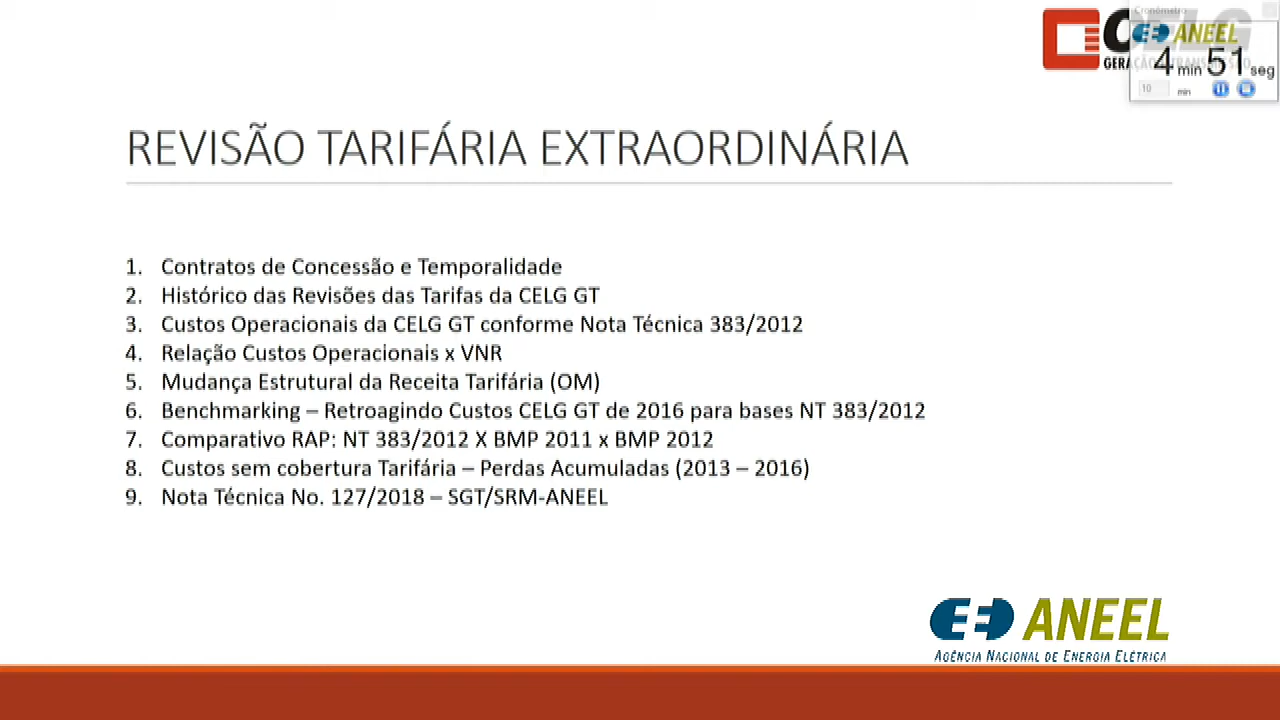 Cronômetro
CELG
ANEEL
GERAÇÃO
4 min 51 seg
10 min
REVISÃO TARIFÁRIA EXTRAORDINÁRIA
1. Contratos de Concessão e Temporalidade
2. Histórico das Revisões das Tarifas da CELG GT
3. Custos Operacionais da CELG GT conforme Nota Técnica 383/2012
4. Relação Custos Operacionais x VNR
5. Mudança Estrutural da Receita Tarifária (OM)
6. Benchmarking – Retroagindo Custos CELG GT de 2016 para bases NT 383/2012
7. Comparativo RAP: NT 383/2012 X BMP 2011 x BMP 2012
8. Custos sem cobertura Tarifária – Perdas Acumuladas (2013 – 2016)
9. Nota Técnica No. 127/2018 – SGT/SRM-ANEEL
ANEEL
AGÊNCIA NACIONAL DE ENERGIA ELÉTRICA